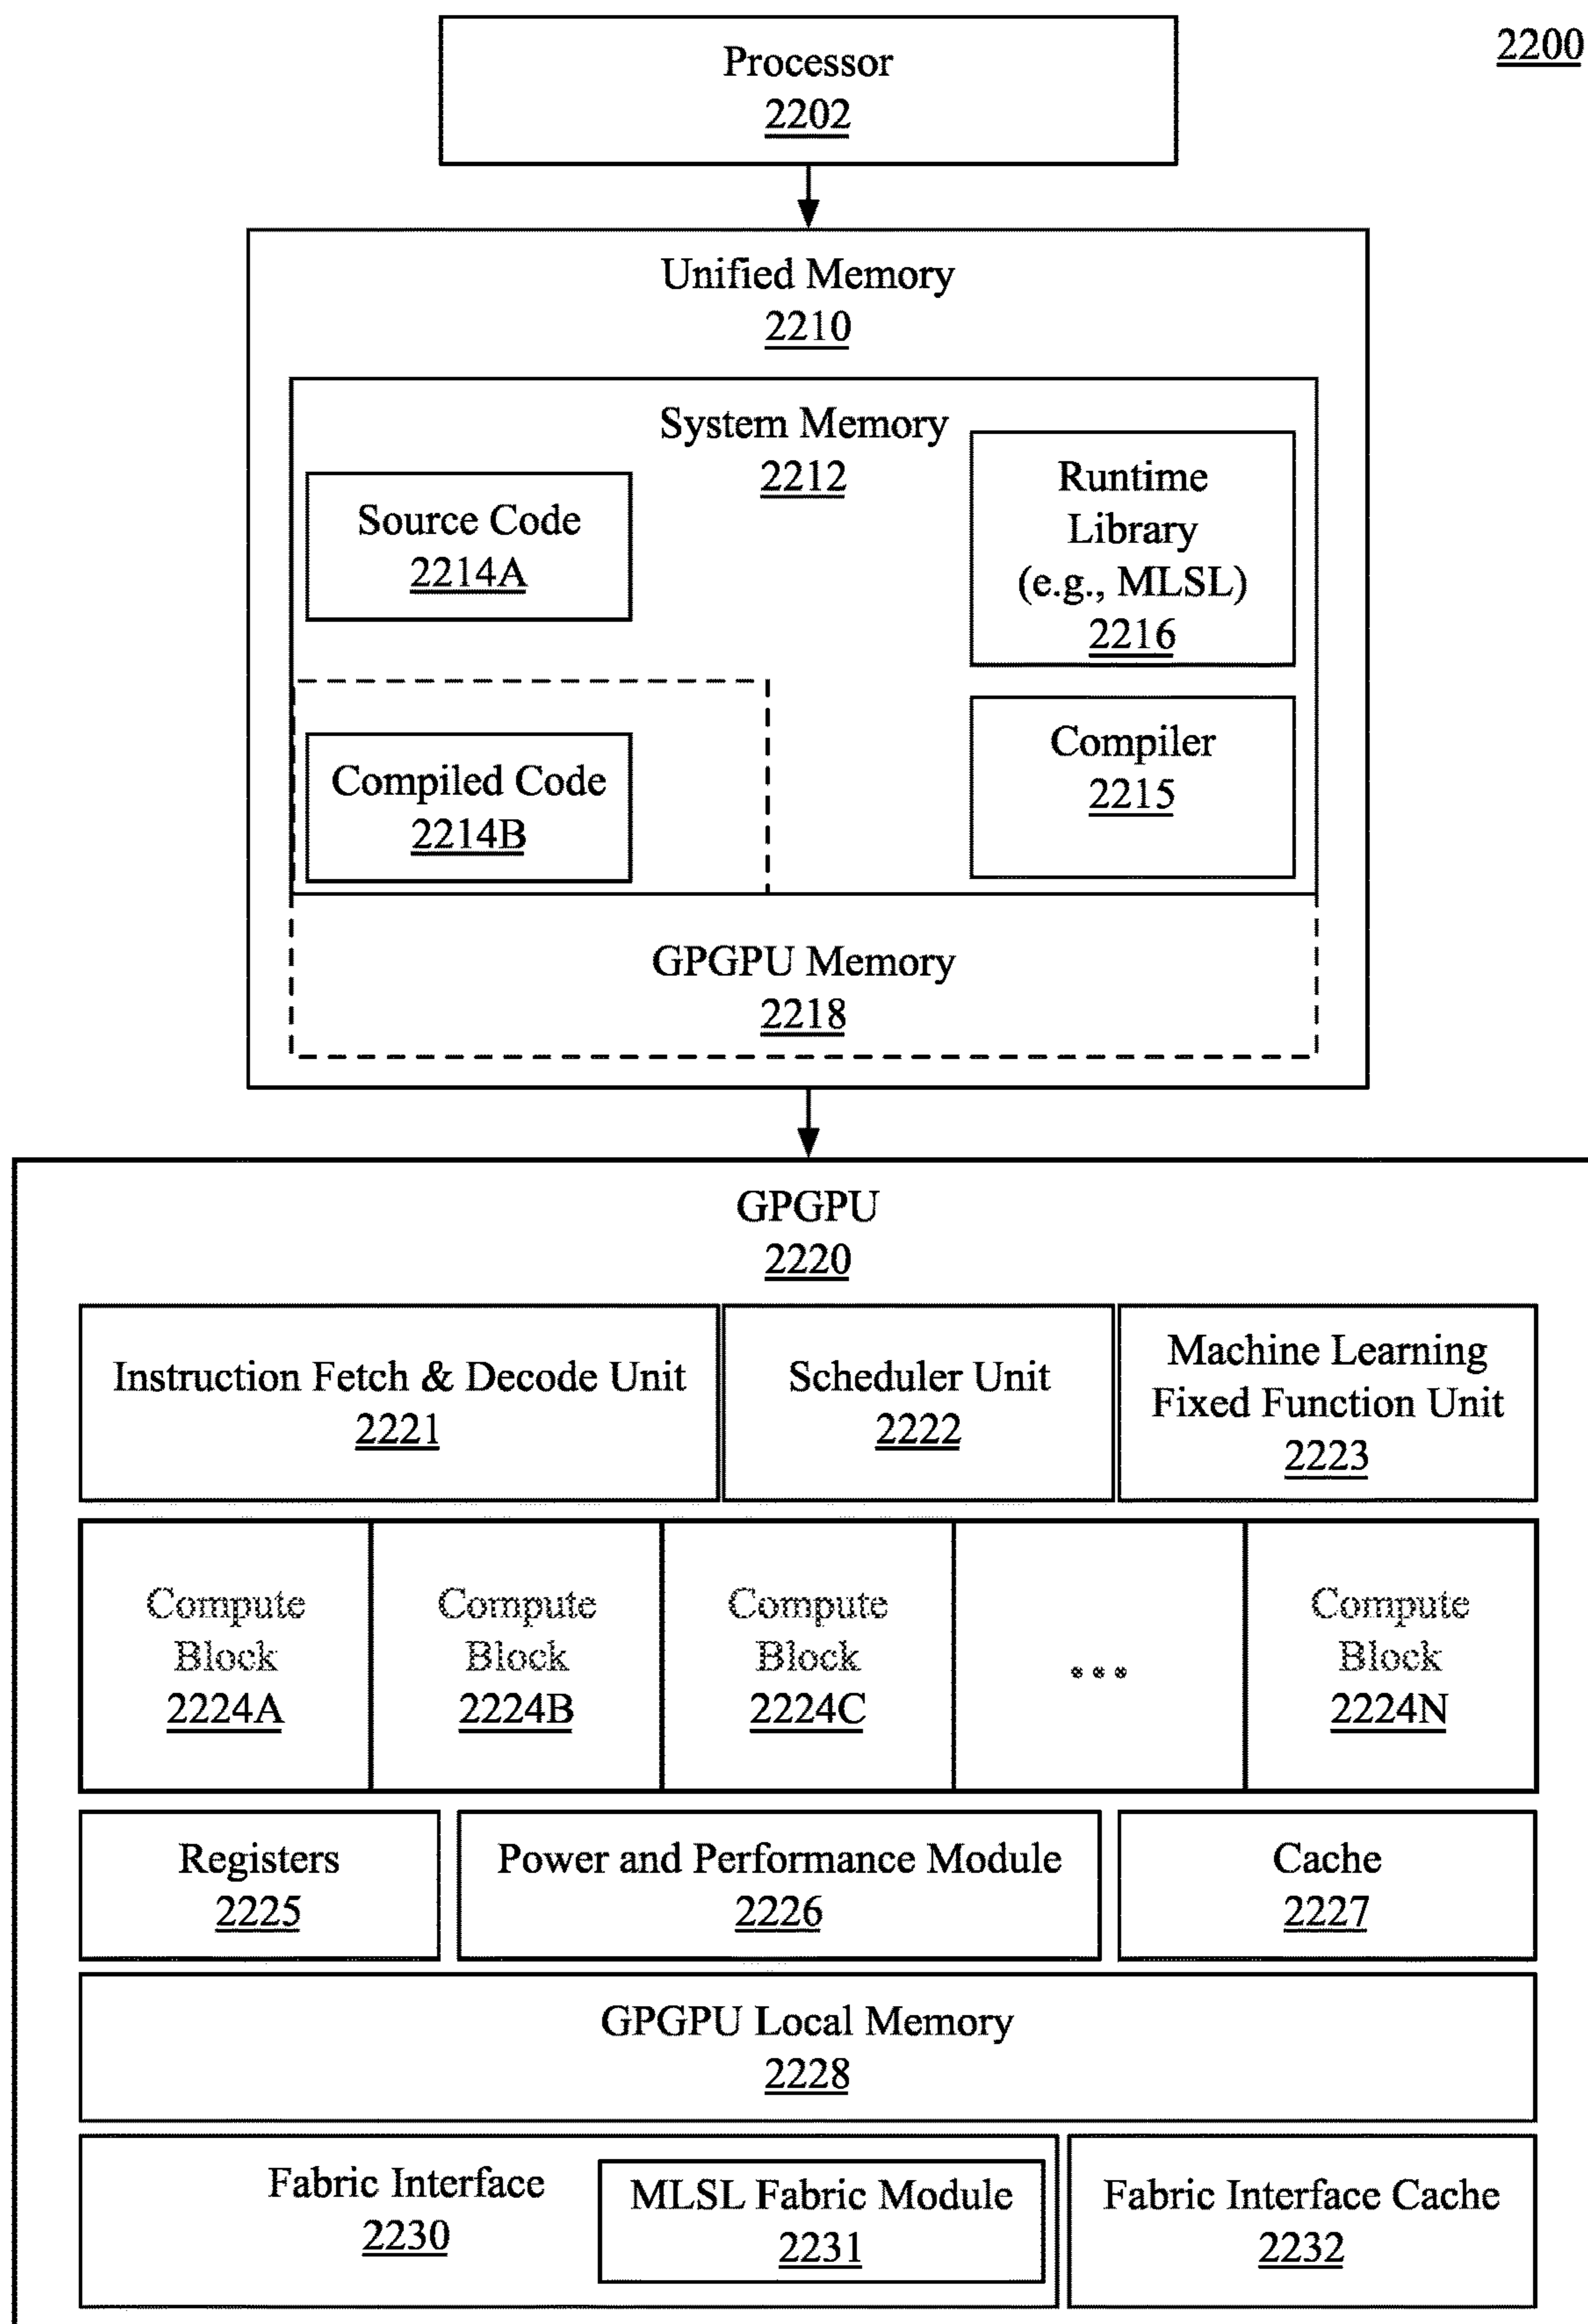 2200
Processor
2202
Unified Memory
2210
System Memory
2212
Source Code
2214A
Runtime
Library
(e.g., MLSL)
2216
Compiled Code
2214B
Compiler
2215
GPGPU Memory
2218
GPGPU
2220
Instruction Fetch & Decode Unit
2221
Scheduler Unit
2222
Machine Learning
Fixed Function Unit
2223
Compute
Block
2224A
Compute
Block
2224B
Compute
Block
2224C
...
Compute
Block
2224N
Registers
2225
Power and Performance Module
2226
Cache
2227
GPGPU Local Memory
2228
Fabric Interface
2230
MLSL Fabric Module
2231
Fabric Interface Cache
2232